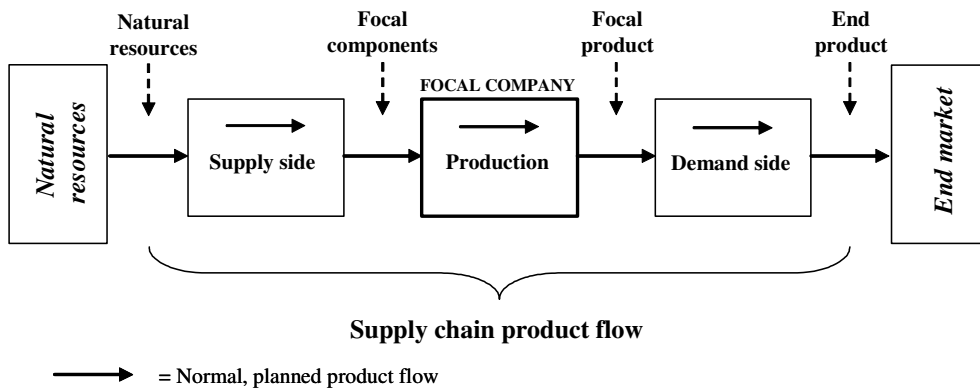 Natural
resources
Focal
components
Focal
product
End
product
FOCAL COMPANY
Natural
resources
Supply side
Production
Demand side
End market
Supply chain product flow
= Normal, planned product flow